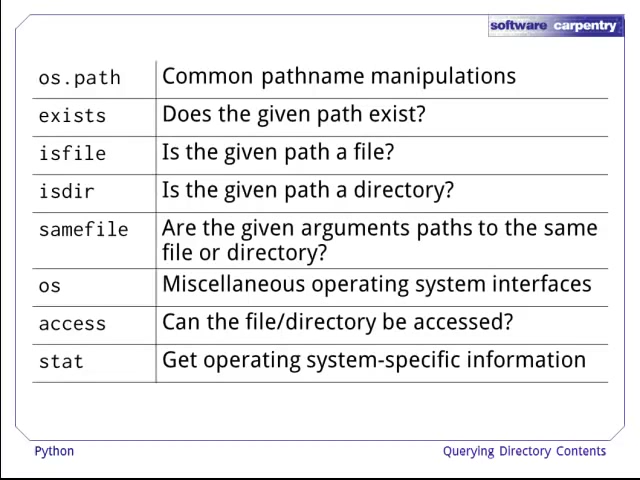 software carpentry
os.path Common pathname manipulations
exists Does the given path exist?
isfile Is the given path a file?
isdir Is the given path a directory?
samefile Are the given arguments paths to the same
file or directory?
os Miscellaneous operating system interfaces
access Can the file/directory be accessed?
stat Get operating system-specific information
Python Querying Directory Contents